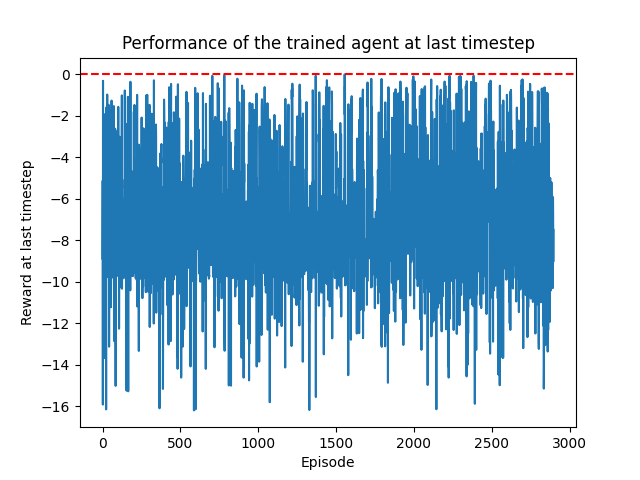 Performance of the trained agent at last timestep
Reward at last timestep
0
−2
−4
−6
−8
−10
−12
−14
−16
0 500 1000 1500 2000 2500 3000
Episode